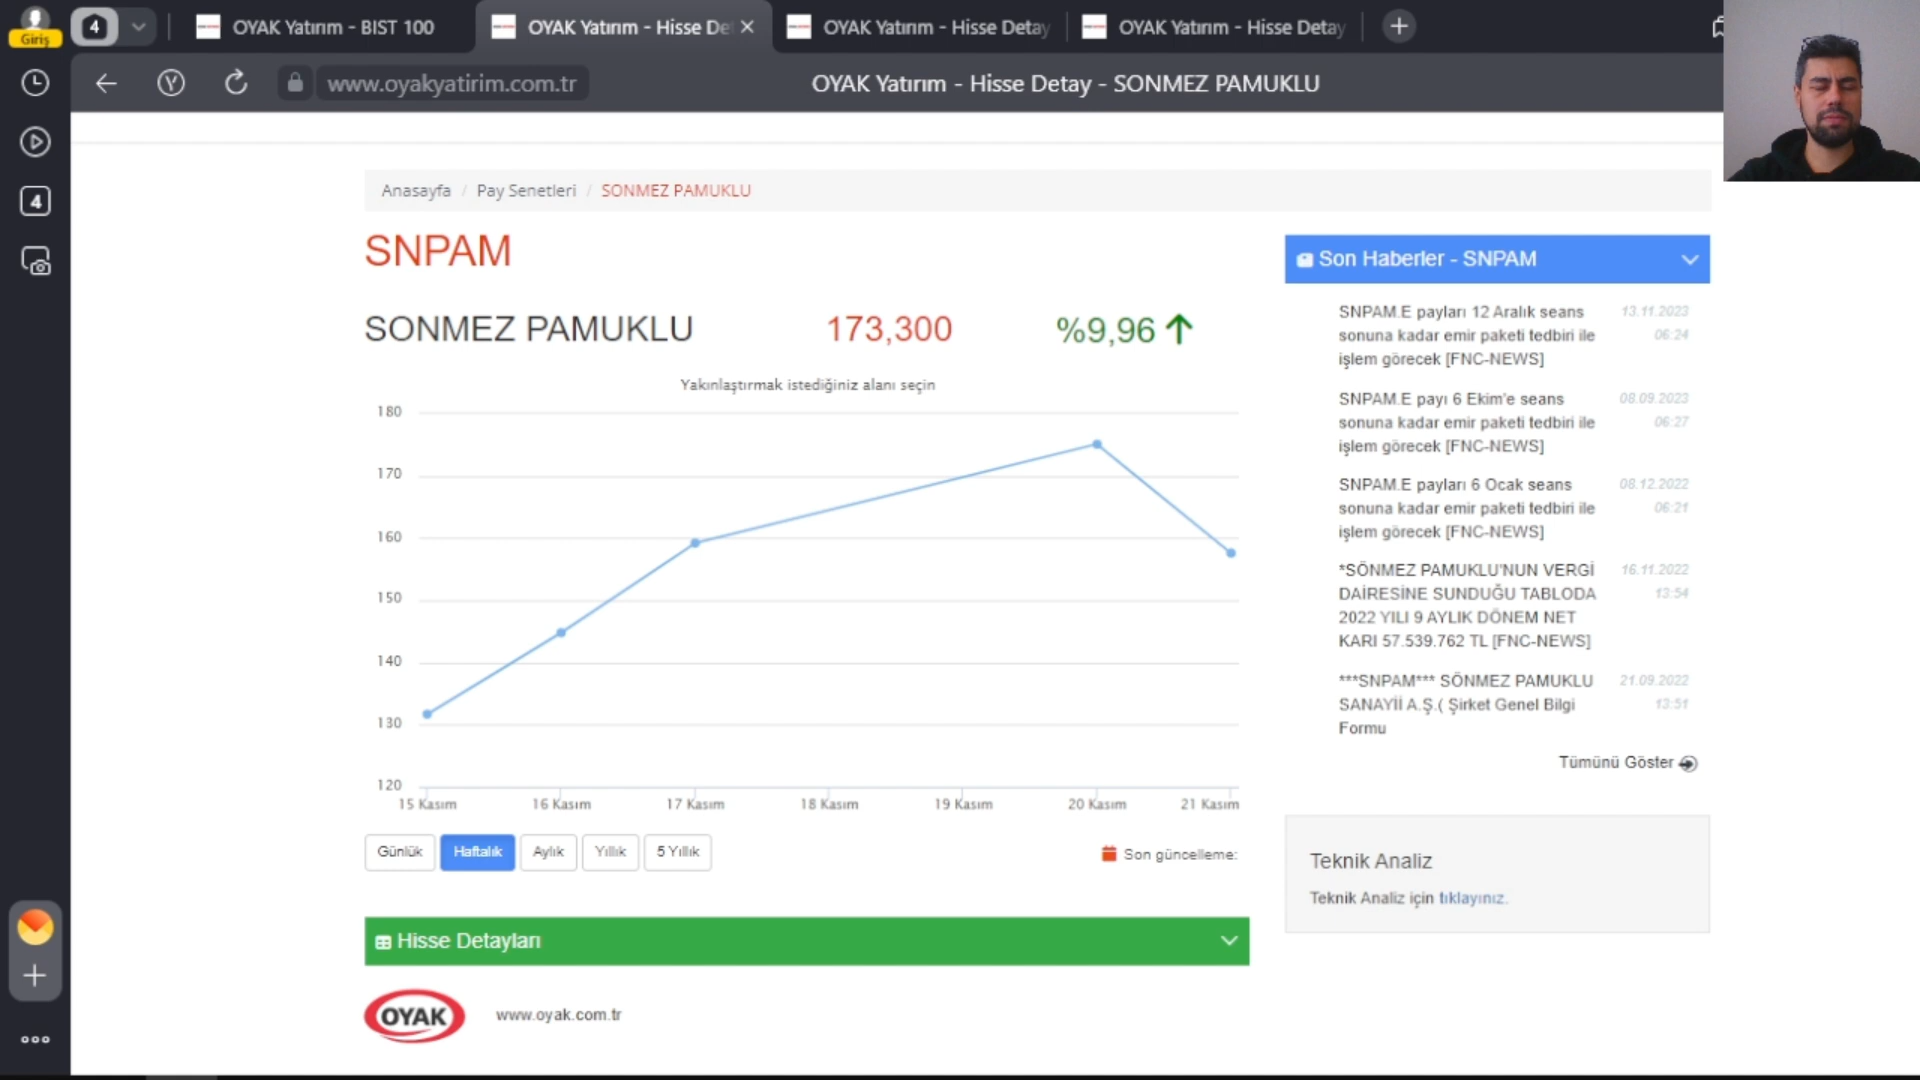 Giriş
4
OYAK Yatırım - BIST 100
OYAK Yatırım - Hisse De
OYAK Yatırım - Hisse Detay
OYAK Yatırım - Hisse Detay
www.oyakyatirim.com.tr
OYAK Yatırım - Hisse Detay - SONMEZ PAMUKLU
4
Anasayfa / Pay Senetleri / SONMEZ PAMUKLU
SNPAM
SONMEZ PAMUKLU 173,300 %9,96
Yakınlaştırmak istediğiniz alanı seçin
180
170
160
150
140
130
120
15 Kasım 16 Kasım 17 Kasım 18 Kasım 19 Kasım 20 Kasım 21 Kasım
Günlük Haftalık Aylık Yıllık 5 Yıllık
Son güncelleme:
Hisse Detayları
OYAK
www.oyak.com.tr
Son Haberler - SNPAM
SNPAM.E payları 12 Aralık seans 13.11.2023
sonuna kadar emir paketi tedbiri ile 06:24
işlem görecek [FNC-NEWS]
SNPAM.E payı 6 Ekim'e seans 08.09.2023
sonuna kadar emir paketi tedbiri ile 06:27
işlem görecek [FNC-NEWS]
SNPAM.E payları 6 Ocak seans 08.12.2022
sonuna kadar emir paketi tedbiri ile 06:21
işlem görecek [FNC-NEWS]
*SÖNMEZ PAMUKLU'NUN VERGİ 16.11.2022
DAİRESİNE SUNDUĞU TABLODA 13:54
2022 YILI 9 AYLIK DÖNEM NET
KARI 57.539.762 TL [FNC-NEWS]
***SNPAM*** SÖNMEZ PAMUKLU 21.09.2022
SANAYİİ A.Ş.( Şirket Genel Bilgi 13:51
Formu
Tümünü Göster
Teknik Analiz
Teknik Analiz için tıklayınız.